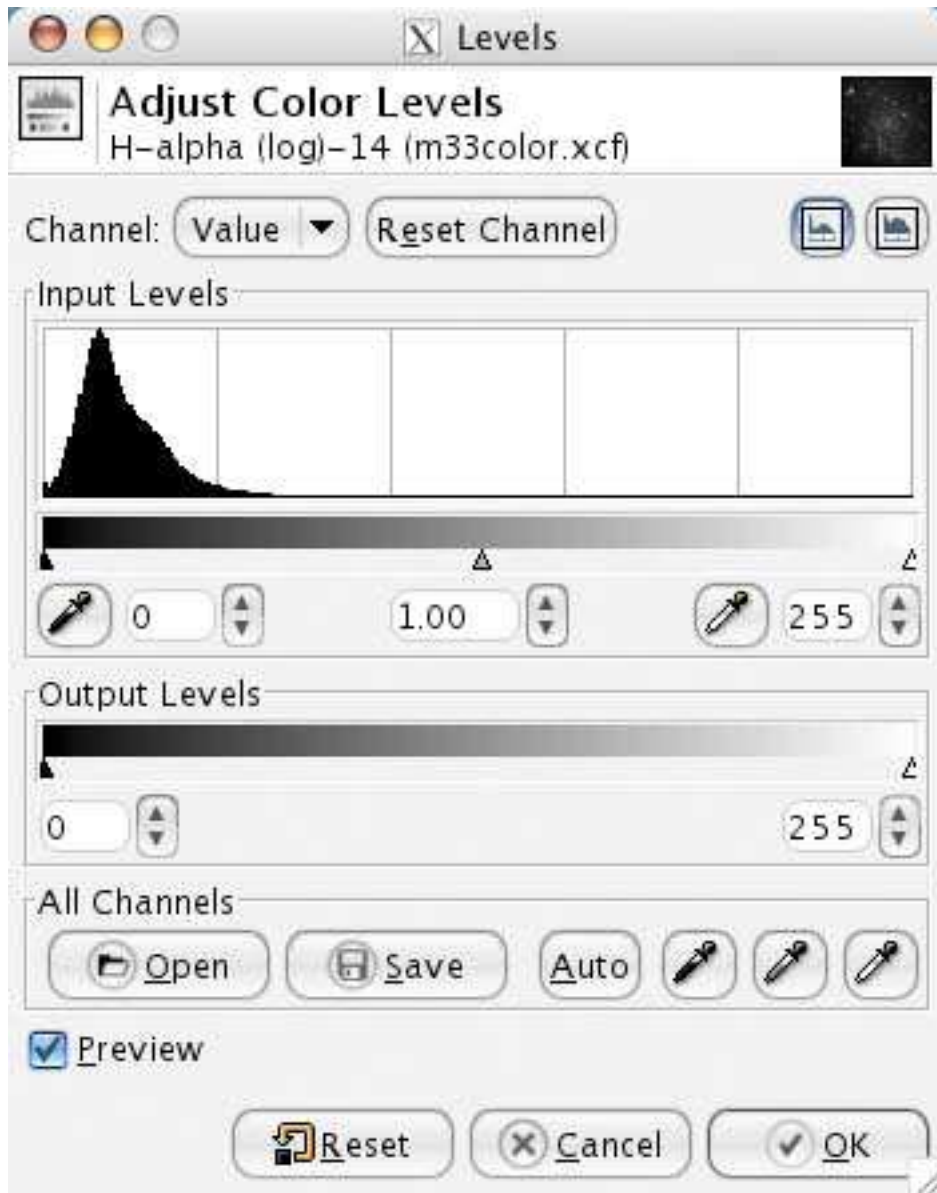 Levels
Adjust Color Levels
H-alpha (log)-14 (m33color.xcf)
Channel: Value Reset Channel
Input Levels
0 1.00 255
Output Levels
0 255
All Channels
Open Save Auto
Preview
Reset Cancel OK